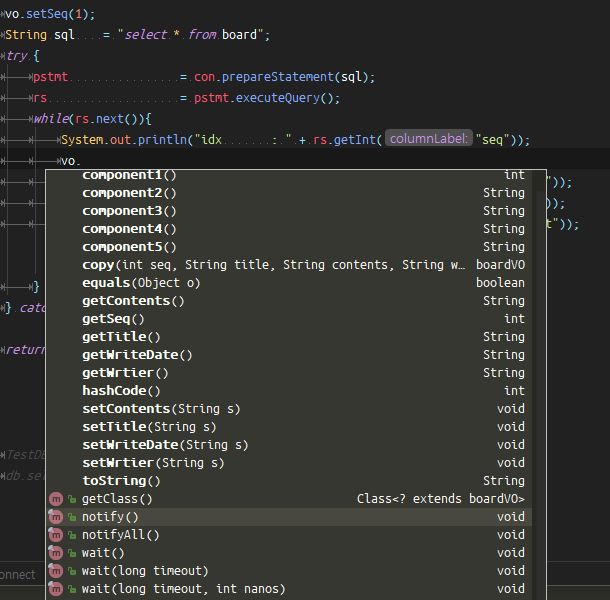 vo.setSeq(1);
String sql = "select * from board";
try {
pstmt = con.prepareStatement(sql);
rs = pstmt.executeQuery();
while(rs.next()){
System.out.println("idx : " + rs.getInt( columnLabel: "seq"));
vo.
component1() int
"));
component2() String
component3() String
));
component4() String
t"));
component5() String
copy(int seq, String title, String contents, String w… boardVO
equals(Object o) boolean
}
getContents() String
} catc
getSeq() int
getTitle() String
return
getWriteDate() String
getWrtier() String
hashCode() int
setContents(String s) void
setTitle(String s) void
setWriteDate(String s) void
TestDB
setWrtier(String s) void
db.se
toString() String
m getClass() Class<? extends boardVO>
m notify() void
m notifyAll() void
m wait() void
onnect
m wait(long timeout) void
m wait(long timeout, int nanos) void